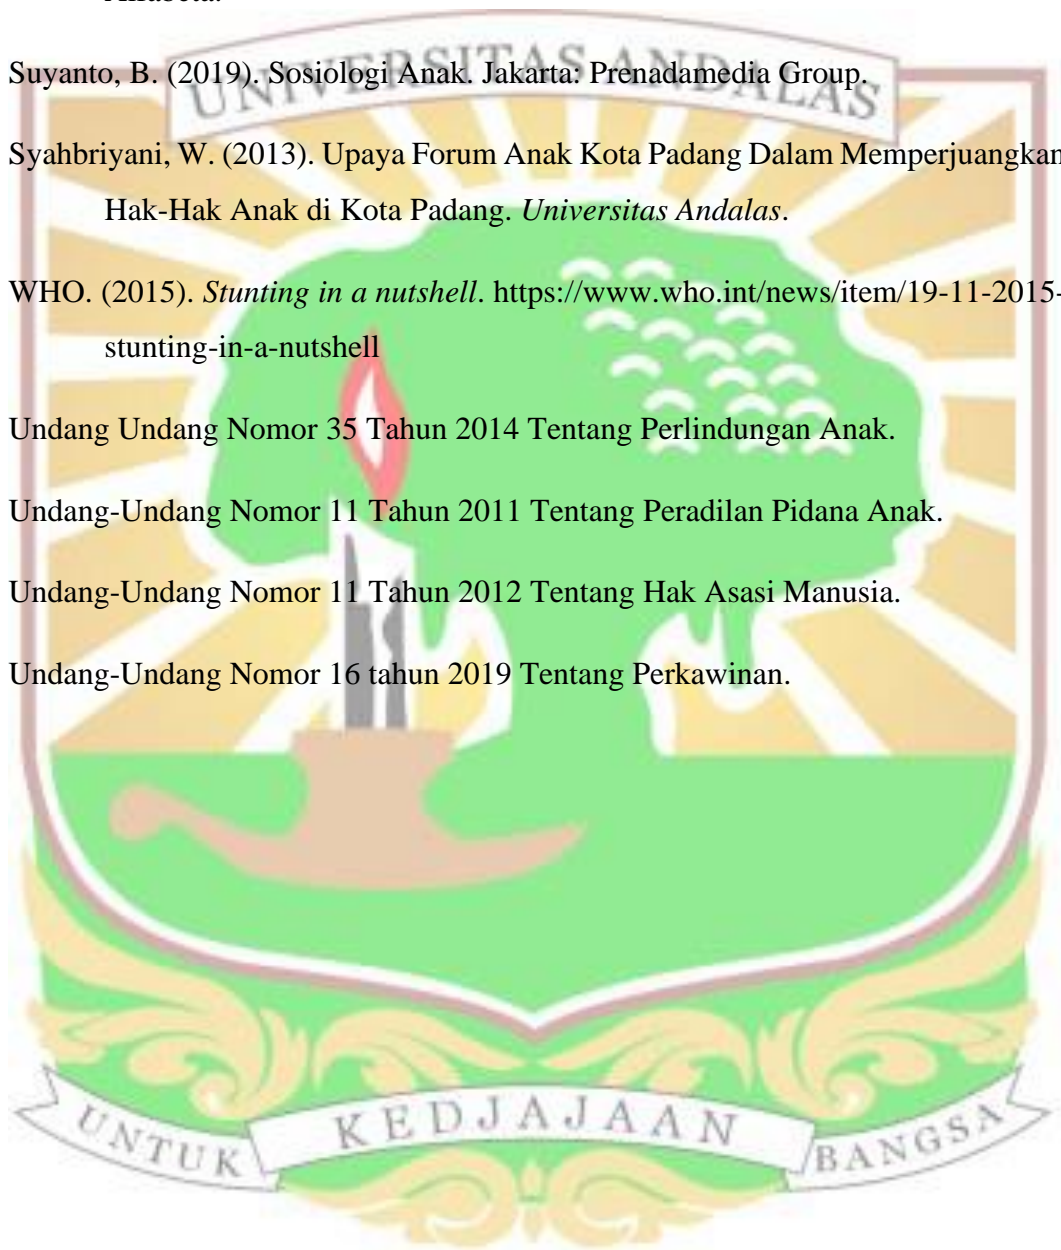 UNIVERSITAS ANDALAS
Suyanto, B. (2019). Sosiologi Anak. Jakarta: Prenadamedia Group.
Syahbriyani, W. (2013). Upaya Forum Anak Kota Padang Dalam Memperjuangkan
Hak-Hak Anak di Kota Padang. Universitas Andalas.
WHO. (2015). Stunting in a nutshell. https://www.who.int/news/item/19-11-2015-
stunting-in-a-nutshell
Undang Undang Nomor 35 Tahun 2014 Tentang Perlindungan Anak.
Undang-Undang Nomor 11 Tahun 2011 Tentang Peradilan Pidana Anak.
Undang-Undang Nomor 11 Tahun 2012 Tentang Hak Asasi Manusia.
Undang-Undang Nomor 16 tahun 2019 Tentang Perkawinan.
UNTUK KEDJAJAAN BANGSA